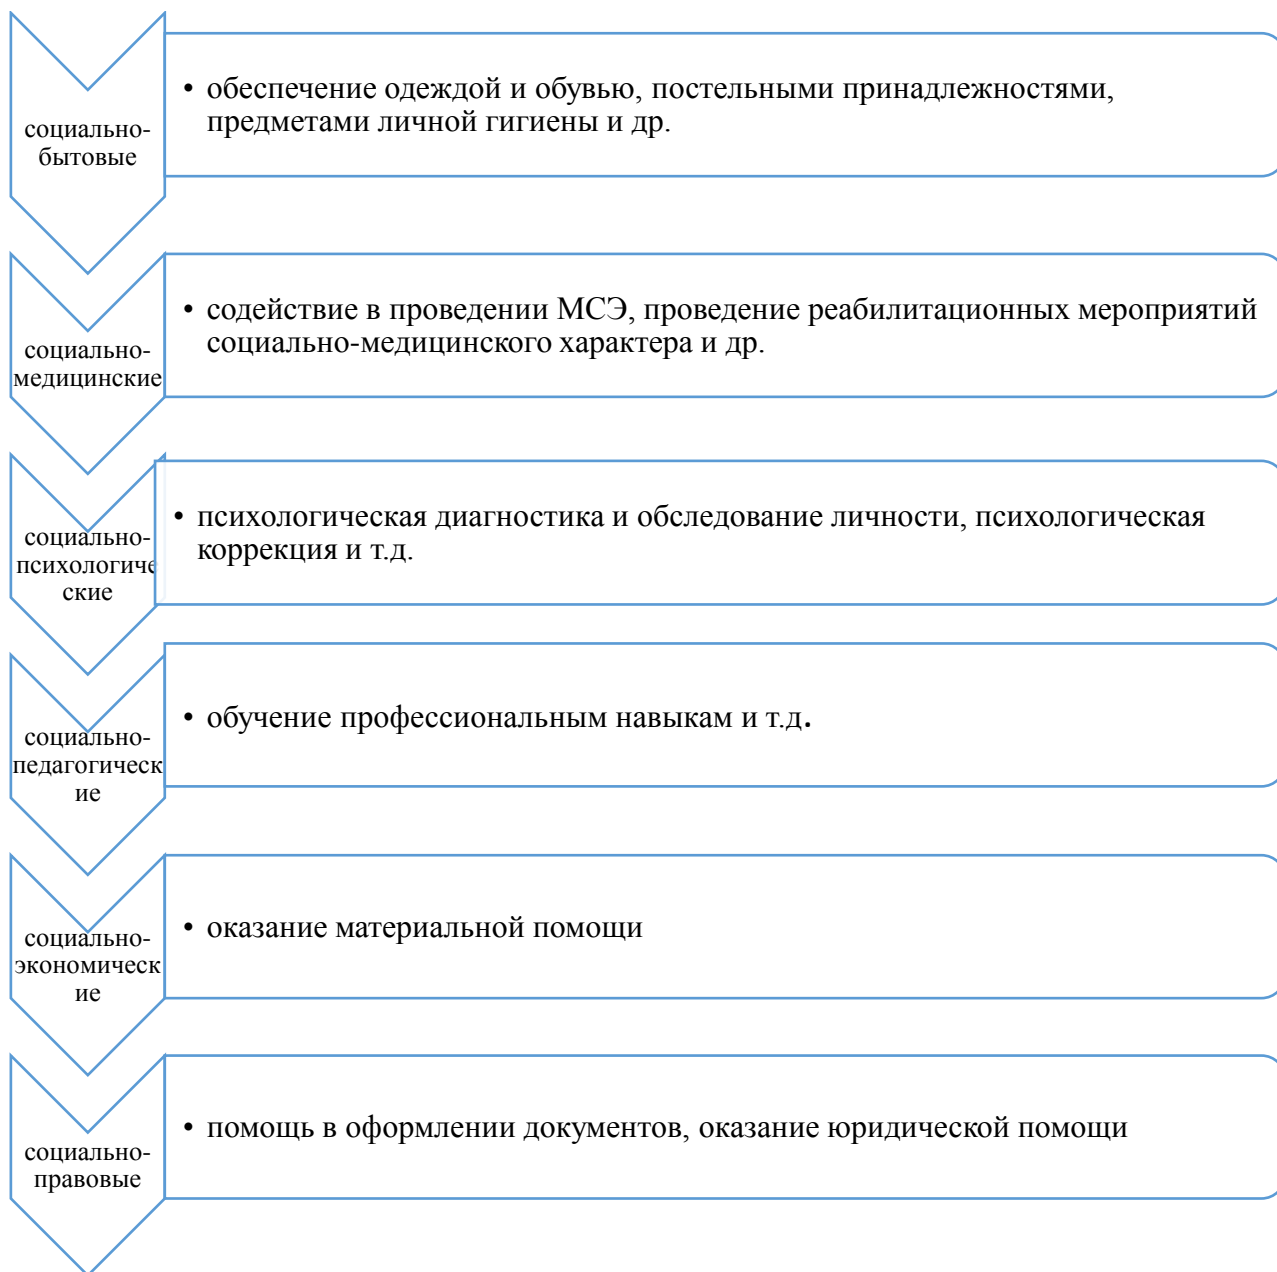 социально-
бытовые
• обеспечение одеждой и обувью, постельными принадлежностями,
предметами личной гигиены и др.
социально-
медицинские
• содействие в проведении МСЭ, проведение реабилитационных мероприятий
социально-медицинского характера и др.
социально-
психологиче
ские
• психологическая диагностика и обследование личности, психологическая
коррекция и т.д.
социально-
педагогическ
ие
• обучение профессиональным навыкам и т.д.
социально-
экономическ
ие
• оказание материальной помощи
социально-
правовые
• помощь в оформлении документов, оказание юридической помощи